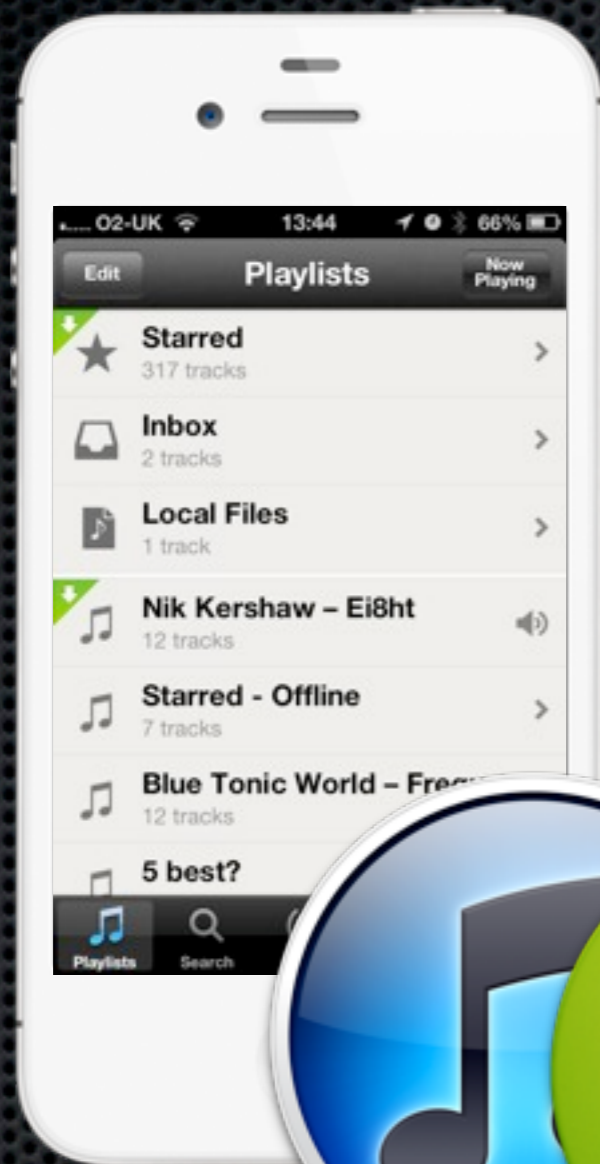 O2-UK 13:44 66%
Edit Playlists Now Playing
Starred
317 tracks
Inbox
2 tracks
Local Files
1 track
Nik Kershaw – Ei8ht
12 tracks
Starred - Offline
7 tracks
Blue Tonic World –
12 tracks
5 best?
Playlists Search